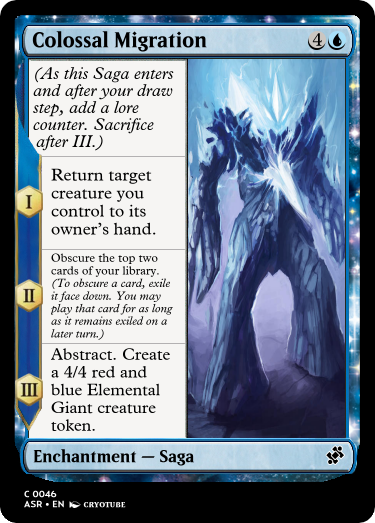 Colossal Migration 4
(As this Saga enters
and after your draw
step, add a lore
counter. Sacrifice
after III.)
I
Return target
creature you
control to its
owner's hand.
II
Obscure the top two
cards of your library.
(To obscure a card, exile
it face down. You may
play that card for as long
as it remains exiled on a
later turn.)
III
Abstract. Create
a 4/4 red and
blue Elemental
Giant creature
token.
Enchantment — Saga
C 0046
ASR • EN CRYOTUBE